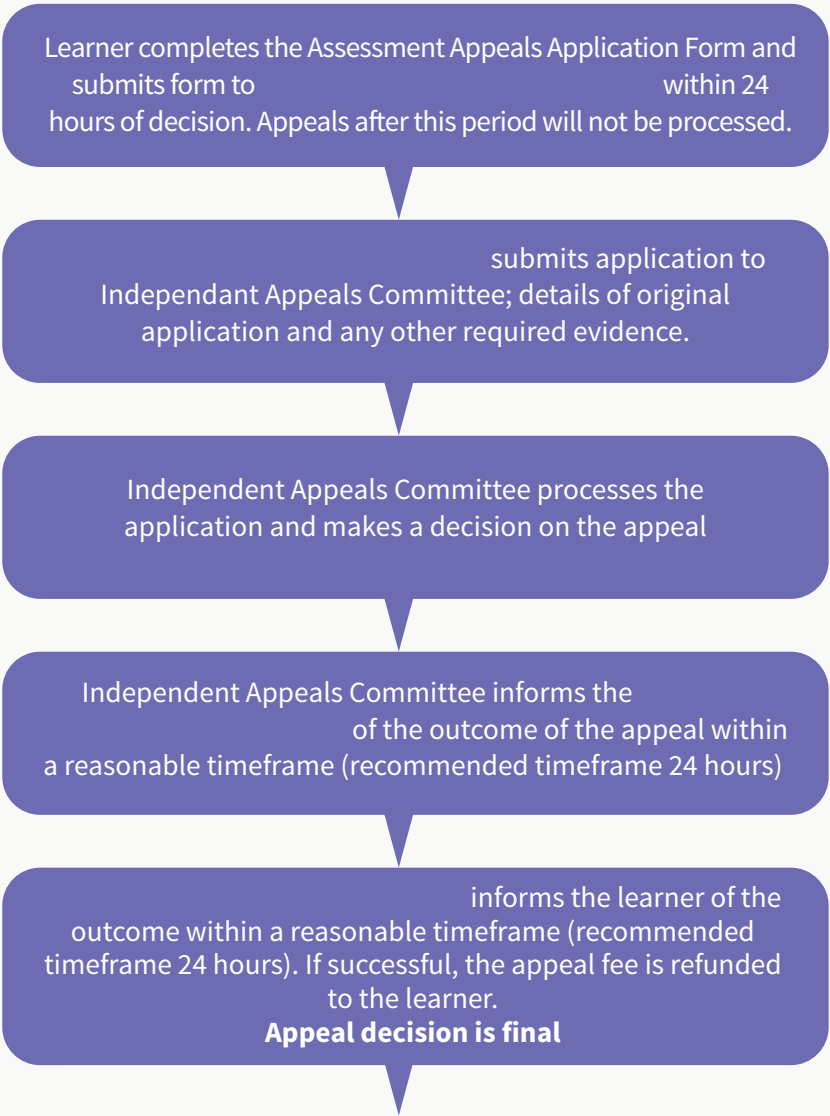 Learner completes the Assessment Appeals Application Form and
submits form to within 24
hours of decision. Appeals after this period will not be processed.
submits application to
Independant Appeals Committee; details of original
application and any other required evidence.
Independent Appeals Committee processes the
application and makes a decision on the appeal
Independent Appeals Committee informs the
of the outcome of the appeal within
a reasonable timeframe (recommended timeframe 24 hours)
informs the learner of the
outcome within a reasonable timeframe (recommended
timeframe 24 hours). If successful, the appeal fee is refunded
to the learner.
Appeal decision is final